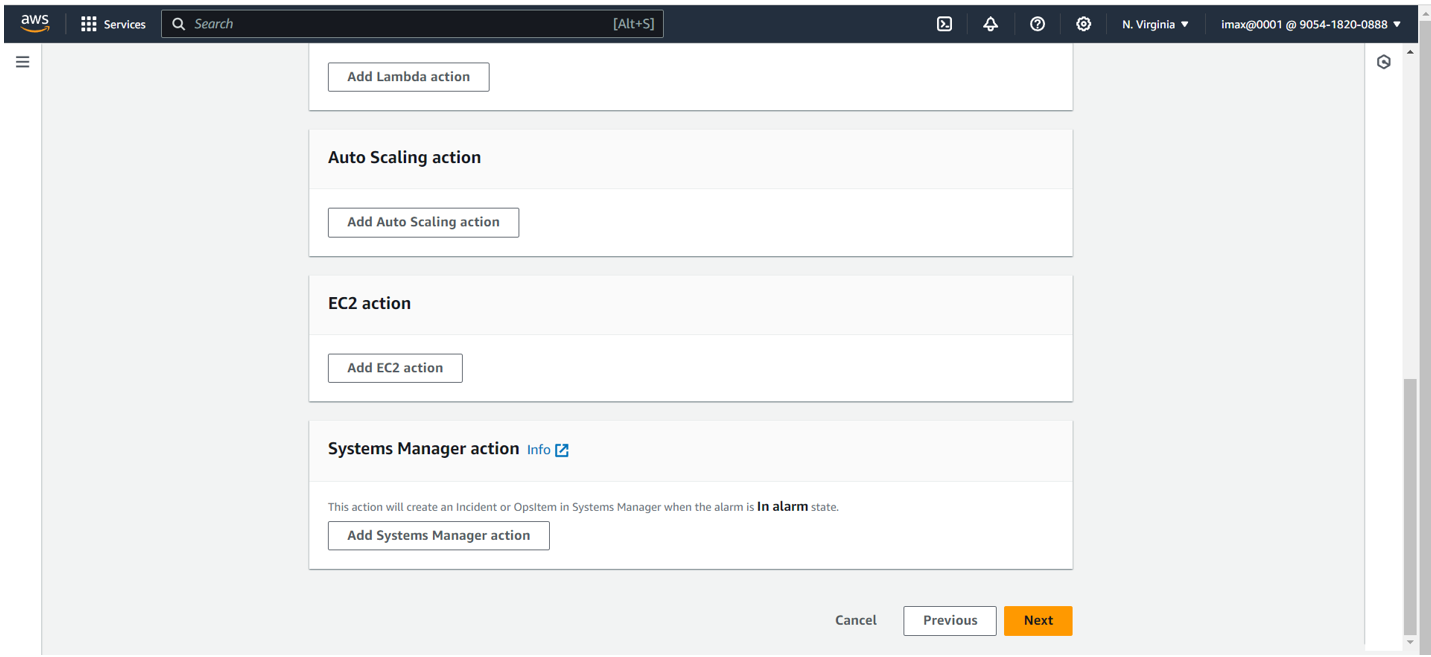 aws Services Search [Alt+S] N. Virginia imax@0001 @ 9054-1820-0888
Add Lambda action
Auto Scaling action
Add Auto Scaling action
EC2 action
Add EC2 action
Systems Manager action Info
This action will create an Incident or OpsItem in Systems Manager when the alarm is In alarm state.
Add Systems Manager action
Cancel Previous Next